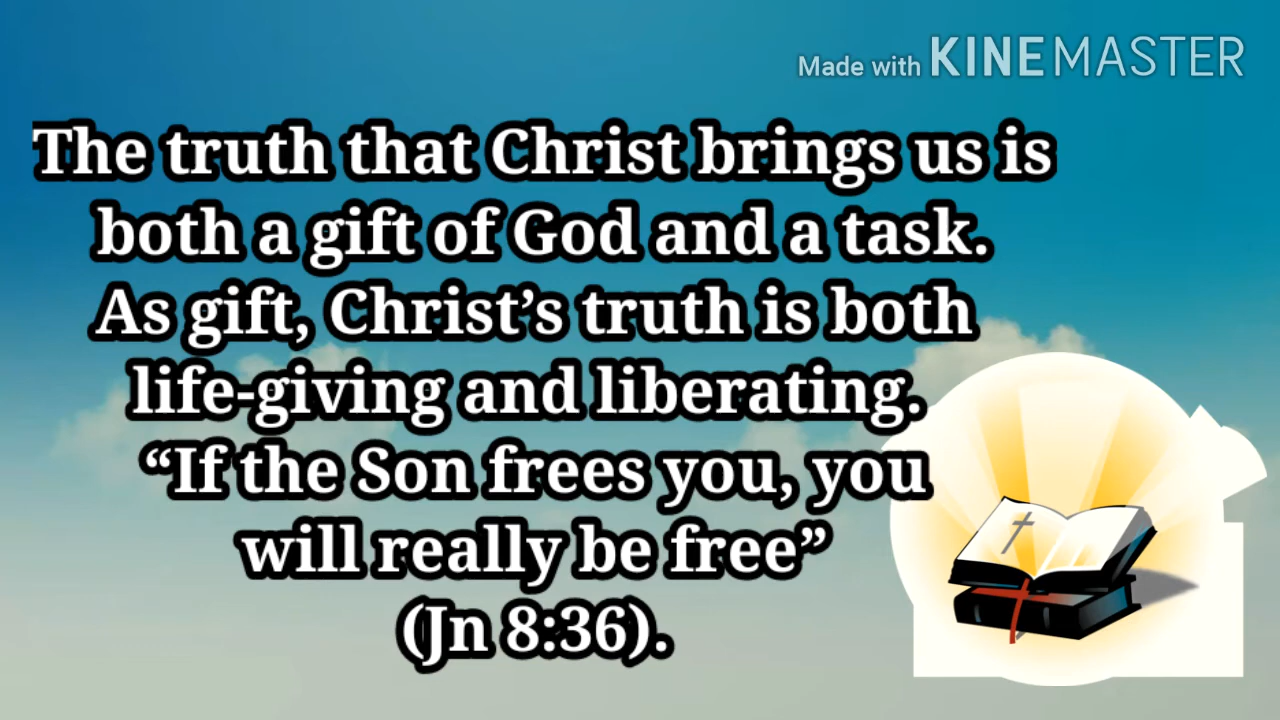 Made with KINEMASTER
The truth that Christ brings us is
both a gift of God and a task.
As gift, Christ’s truth is both
life-giving and liberating.
“If the Son frees you, you
will really be free”
(Jn 8:36).